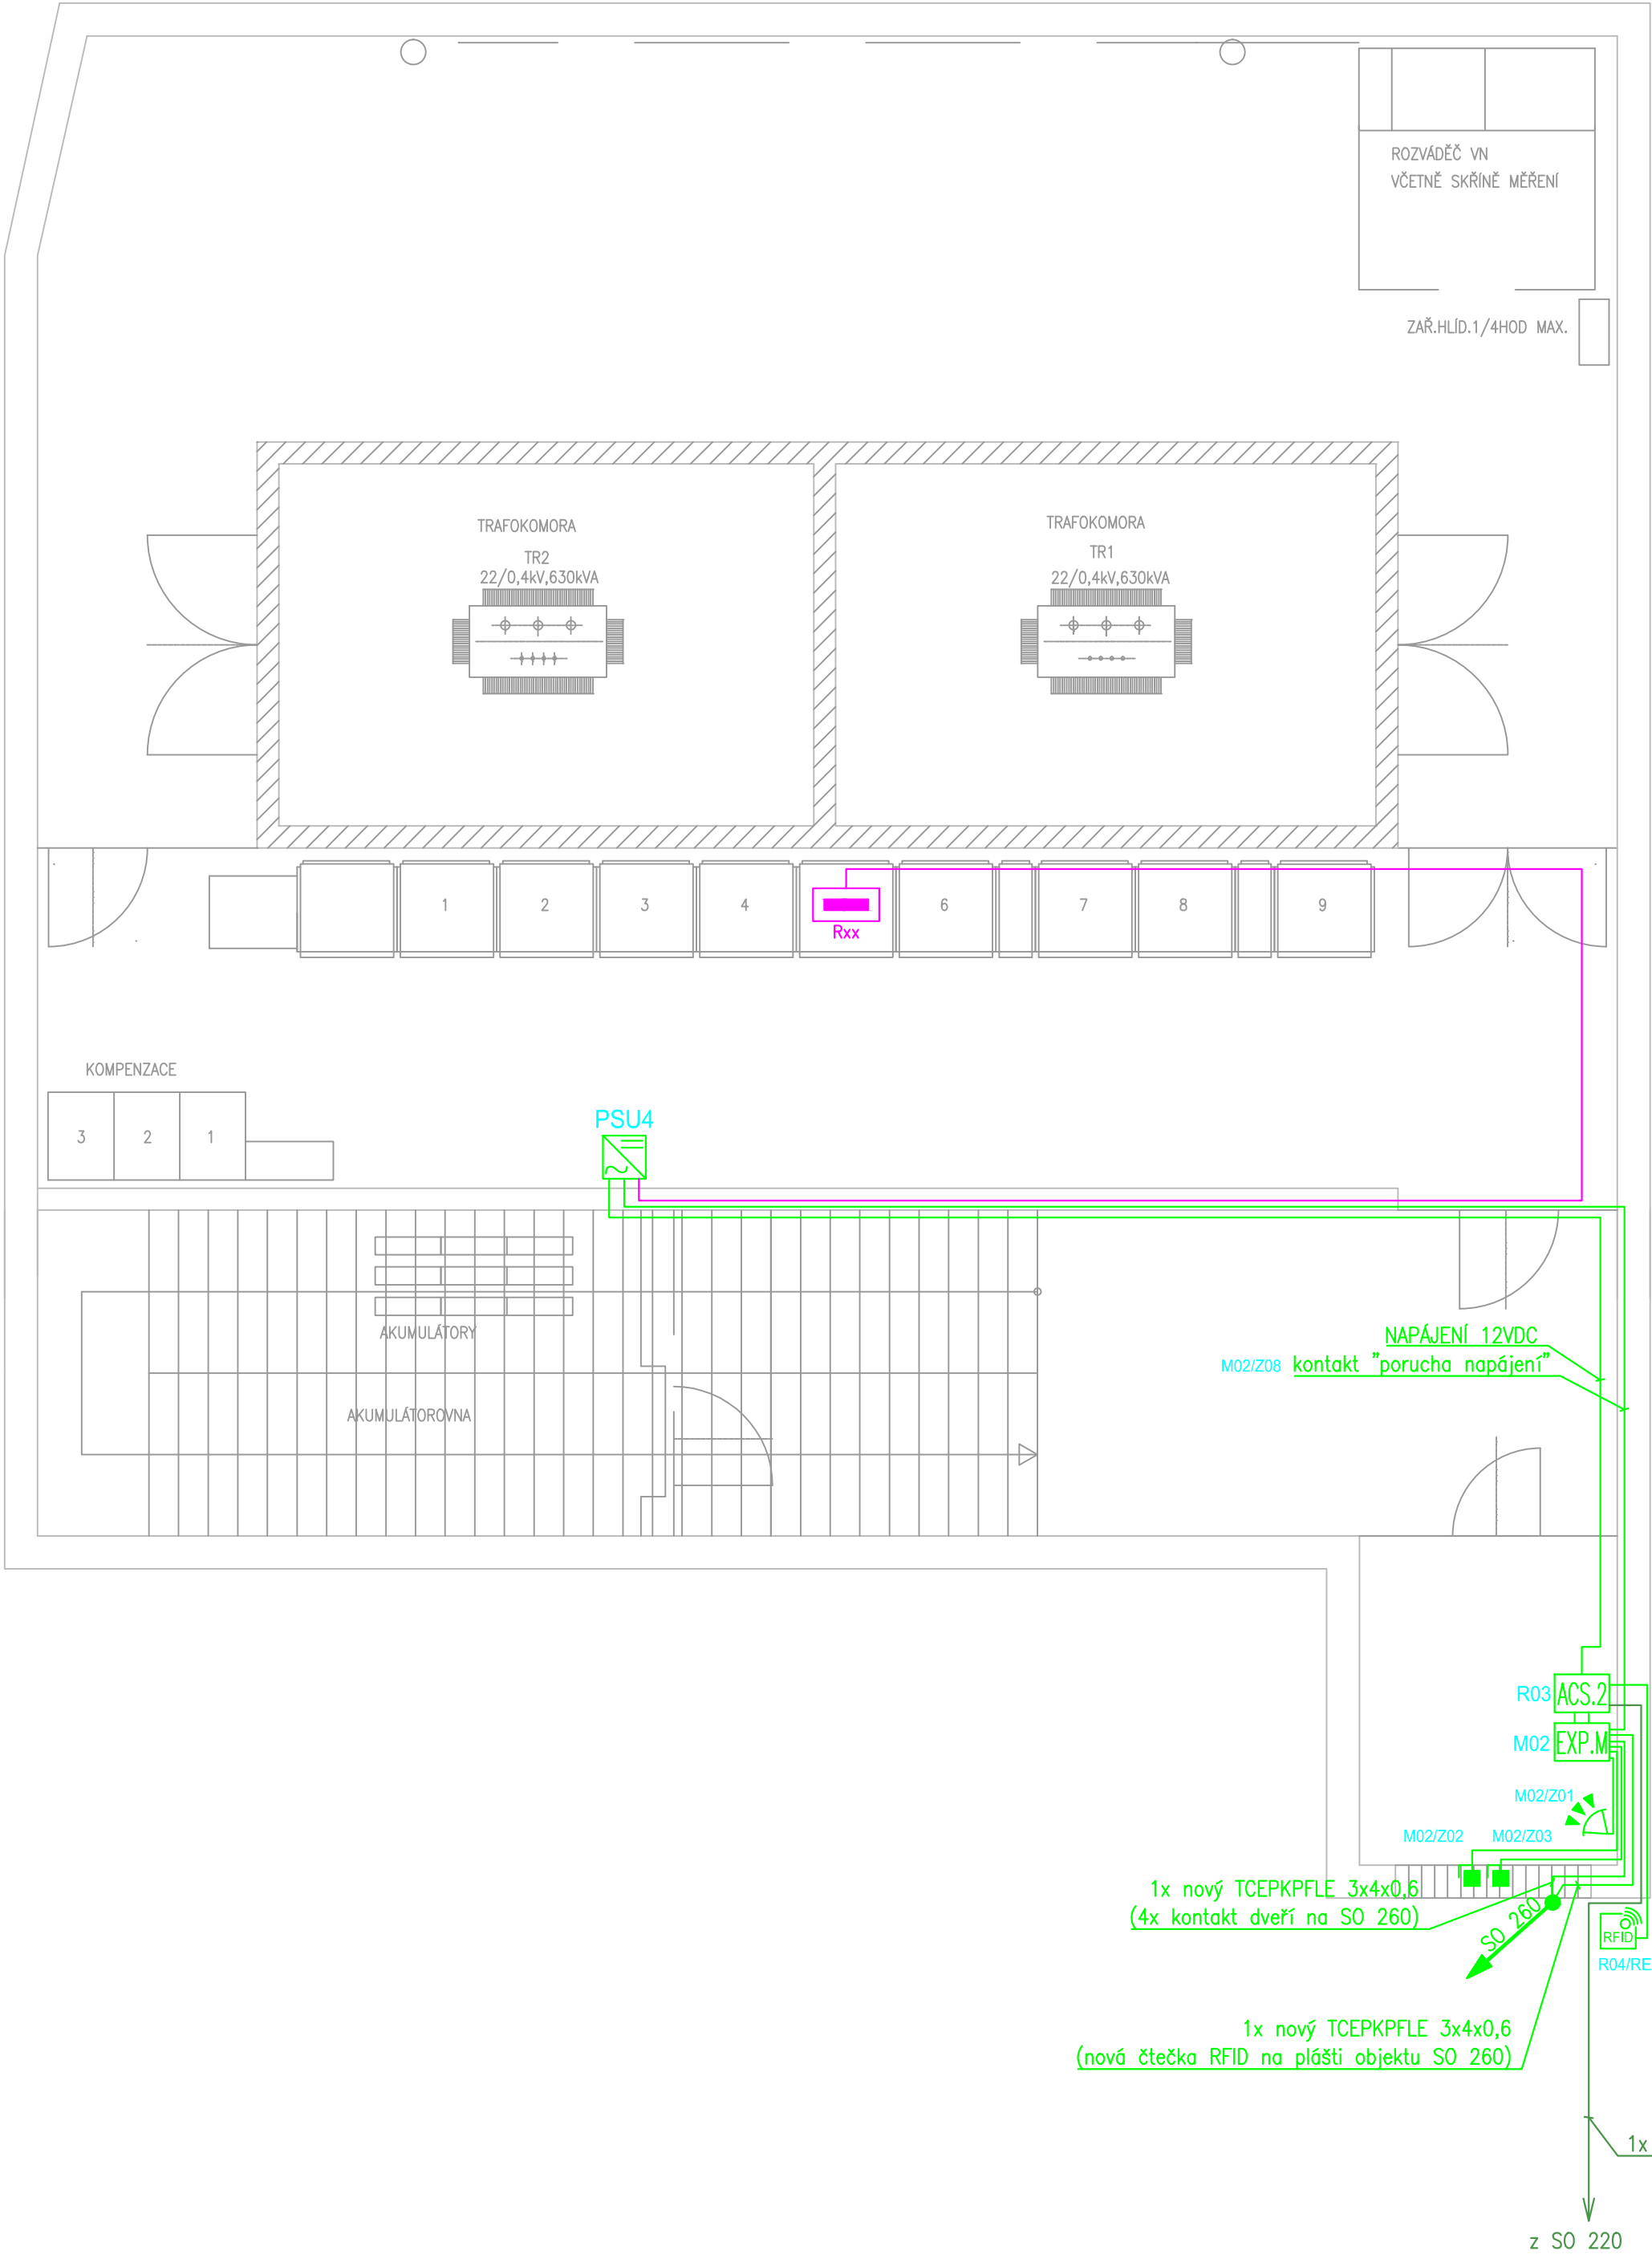 ROZVÁDĚČ VN
VČETNĚ SKŘÍNĚ MĚŘENÍ
ZAŘ.HLÍD.1/4HOD MAX.
TRAFOKOMORA
TR2
22/0,4kV,630kVA
TRAFOKOMORA
TR1
22/0,4kV,630kVA
1
2
3
4
6
7
8
9
Rxx
KOMPENZACE
3
2
1
PSU4
AKUMULÁTORY
AKUMULÁTOROVNA
NAPÁJENÍ 12VDC
M02/Z08
kontakt "porucha napájení"
R03
ACS.2
M02
EXP.M
M02/Z01
M02/Z02
M02/Z03
1x nový TCEPKPFLE 3x4x0,6
(4x kontakt dveří na SO 260)
SO 260
RFID
R04/RE
1x nový TCEPKPFLE 3x4x0,6
(nová čtečka RFID na plášti objektu SO 260)
1x
z SO 220